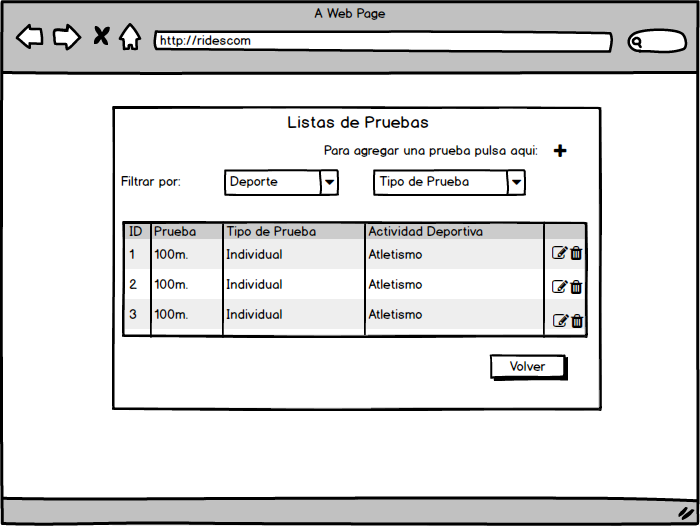 A Web Page
http://ridescom
Listas de Pruebas
Para agregar una prueba pulsa aqui:
Filtrar por: Deporte Tipo de Prueba
ID Prueba Tipo de Prueba Actividad Deportiva
1 100m. Individual Atletismo
2 100m. Individual Atletismo
3 100m. Individual Atletismo
Volver